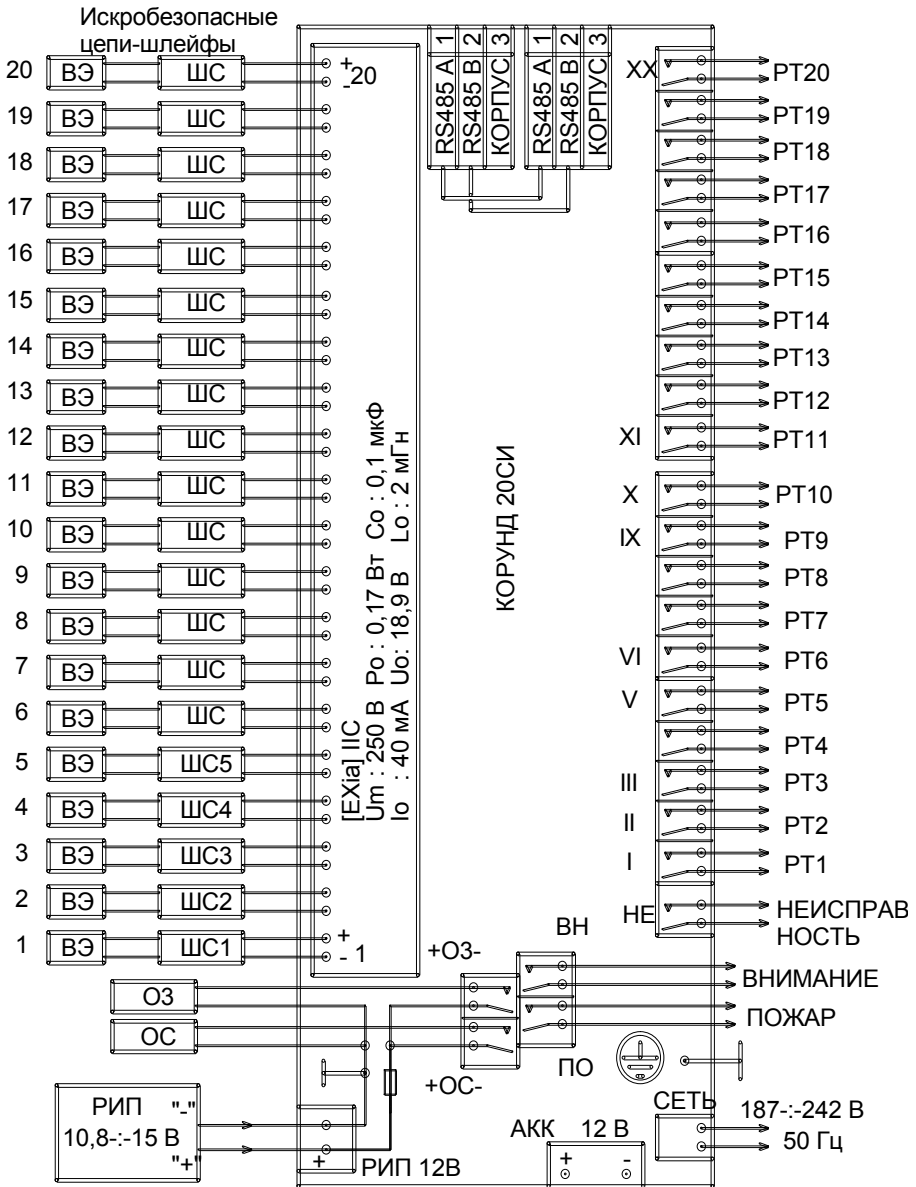 Искробезопасные
цепи-шлейфы
20 ВЭ ШС + -20
19 ВЭ ШС
18 ВЭ ШС
17 ВЭ ШС
16 ВЭ ШС
15 ВЭ ШС
14 ВЭ ШС
13 ВЭ ШС
12 ВЭ ШС
11 ВЭ ШС
10 ВЭ ШС
9 ВЭ ШС
8 ВЭ ШС
7 ВЭ ШС
6 ВЭ ШС
5 ВЭ ШС5
4 ВЭ ШС4
3 ВЭ ШС3
2 ВЭ ШС2
1 ВЭ ШС1 + - 1
[EXia] IIC
Um : 250 В Po : 0,17 Вт Co : 0,1 мкФ
Io : 40 мА Uo: 18,9 В Lo : 2 мГн
RS485 A 1
RS485 B 2
КОРПУС 3
RS485 A 1
RS485 B 2
КОРПУС 3
КОРУНД 20СИ
XX РТ20
РТ19
РТ18
РТ17
РТ16
РТ15
РТ14
РТ13
РТ12
XI РТ11
X РТ10
IX РТ9
РТ8
РТ7
VI РТ6
V РТ5
РТ4
III РТ3
II РТ2
I РТ1
НЕ НЕИСПРАВ
НОСТЬ
ВН
+ОЗ-
ВНИМАНИЕ
ПОЖАР
ОЗ
ОС
ПО
+ОС-
РИП "-"
10,8-:-15 В
"+"
+
РИП 12В
АКК 12 В
+ -
СЕТЬ
187-:-242 В
50 Гц